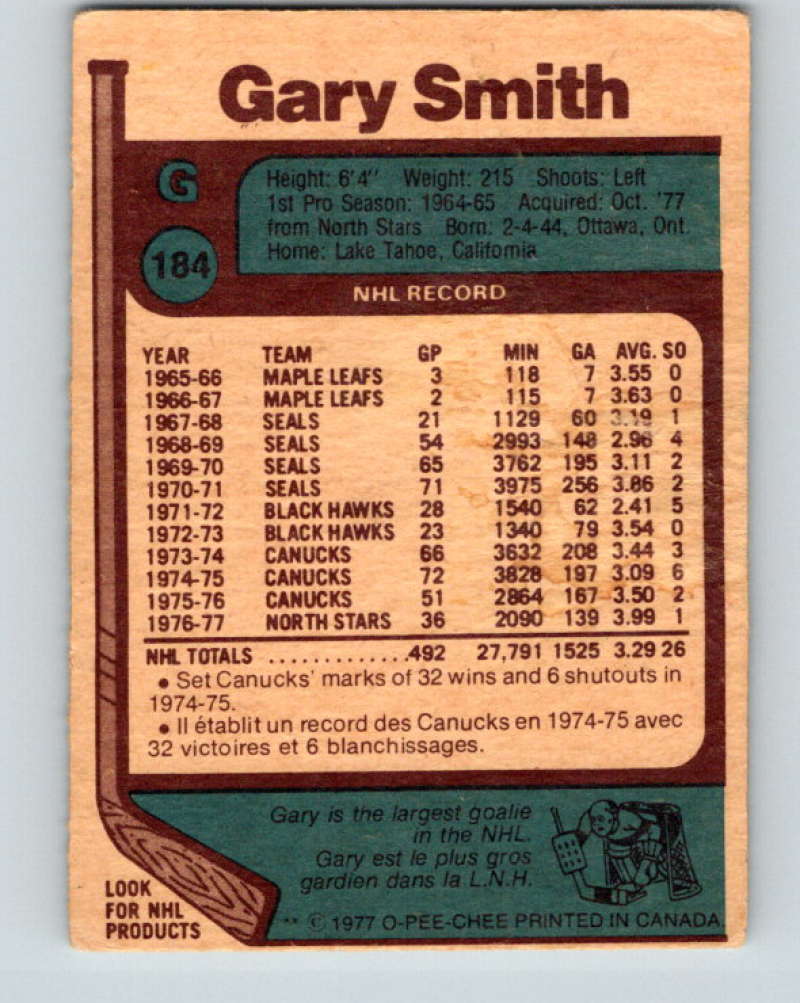 Gary Smith
G
184
Height: 6'4" Weight: 215 Shoots: Left
1st Pro Season: 1964-65 Acquired: Oct. '77
from North Stars Born: 2-4-44, Ottawa, Ont.
Home: Lake Tahoe, California
NHL RECORD
YEAR TEAM GP MIN GA AVG. SO
1965-66 MAPLE LEAFS 3 118 7 3.55 0
1966-67 MAPLE LEAFS 2 115 7 3.63 0
1967-68 SEALS 21 1129 60 3.19 1
1968-69 SEALS 54 2993 148 2.96 4
1969-70 SEALS 65 3762 195 3.11 2
1970-71 SEALS 71 3975 256 3.86 2
1971-72 BLACK HAWKS 28 1540 62 2.41 5
1972-73 BLACK HAWKS 23 1340 79 3.54 0
1973-74 CANUCKS 66 3632 208 3.44 3
1974-75 CANUCKS 72 3828 197 3.09 6
1975-76 CANUCKS 51 2864 167 3.50 2
1976-77 NORTH STARS 36 2090 139 3.99 1
NHL TOTALS ............. 492 27,791 1525 3.29 26
• Set Canucks' marks of 32 wins and 6 shutouts in
1974-75.
• Il établit un record des Canucks en 1974-75 avec
32 victoires et 6 blanchissages.
Gary is the largest goalie
in the NHL.
Gary est le plus gros
gardien dans la L.N.H.
LOOK
FOR NHL
PRODUCTS
** © 1977 O-PEE-CHEE PRINTED IN CANADA